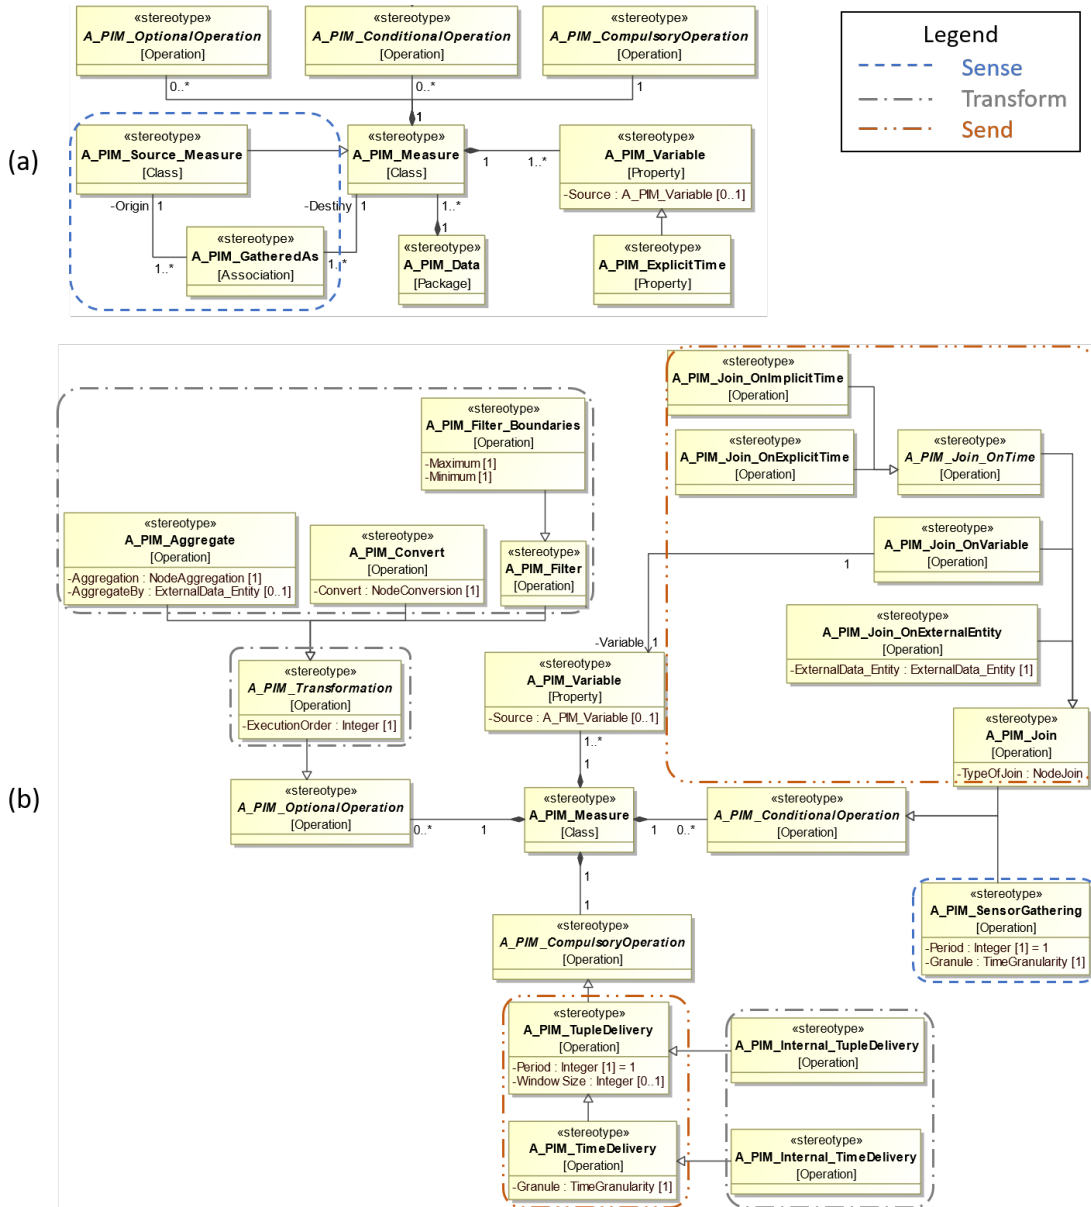 «stereotype»
A_PIM_OptionalOperation
[Operation]
«stereotype»
A_PIM_ConditionalOperation
[Operation]
«stereotype»
A_PIM_CompulsoryOperation
[Operation]
Legend
Sense
Transform
Send
0..*
0..*
1
1
(a)
«stereotype»
A_PIM_Source_Measure
[Class]
«stereotype»
A_PIM_Measure
[Class]
1
1..*
«stereotype»
A_PIM_Variable
[Property]
-Source : A_PIM_Variable [0..1]
-Origin
1
-Destiny
1
1..*
1
1..*
1..*
«stereotype»
A_PIM_GatheredAs
[Association]
«stereotype»
A_PIM_Data
[Package]
«stereotype»
A_PIM_ExplicitTime
[Property]
(b)
«stereotype»
A_PIM_Join_OnImplicitTime
[Operation]
«stereotype»
A_PIM_Filter_Boundaries
[Operation]
-Maximum [1]
-Minimum [1]
«stereotype»
A_PIM_Join_OnExplicitTime
[Operation]
«stereotype»
A_PIM_Join_OnTime
[Operation]
«stereotype»
A_PIM_Aggregate
[Operation]
-Aggregation : NodeAggregation [1]
-AggregateBy : ExternalData_Entity [0..1]
«stereotype»
A_PIM_Convert
[Operation]
-Convert : NodeConversion [1]
«stereotype»
A_PIM_Filter
[Operation]
«stereotype»
A_PIM_Join_OnVariable
[Operation]
1
-Variable
1
«stereotype»
A_PIM_Join_OnExternalEntity
[Operation]
-ExternalData_Entity : ExternalData_Entity [1]
«stereotype»
A_PIM_Transformation
[Operation]
-ExecutionOrder : Integer [1]
«stereotype»
A_PIM_Variable
[Property]
-Source : A_PIM_Variable [0..1]
1..*
1
«stereotype»
A_PIM_Join
[Operation]
-TypeOfJoin : NodeJoin
«stereotype»
A_PIM_OptionalOperation
[Operation]
0..*
1
«stereotype»
A_PIM_Measure
[Class]
1
0..*
«stereotype»
A_PIM_ConditionalOperation
[Operation]
1
1
«stereotype»
A_PIM_SensorGathering
[Operation]
-Period : Integer [1] = 1
-Granule : TimeGranularity [1]
«stereotype»
A_PIM_CompulsoryOperation
[Operation]
«stereotype»
A_PIM_TupleDelivery
[Operation]
-Period : Integer [1] = 1
-Window Size : Integer [0..1]
«stereotype»
A_PIM_Internal_TupleDelivery
[Operation]
«stereotype»
A_PIM_TimeDelivery
[Operation]
-Granule : TimeGranularity [1]
«stereotype»
A_PIM_Internal_TimeDelivery
[Operation]